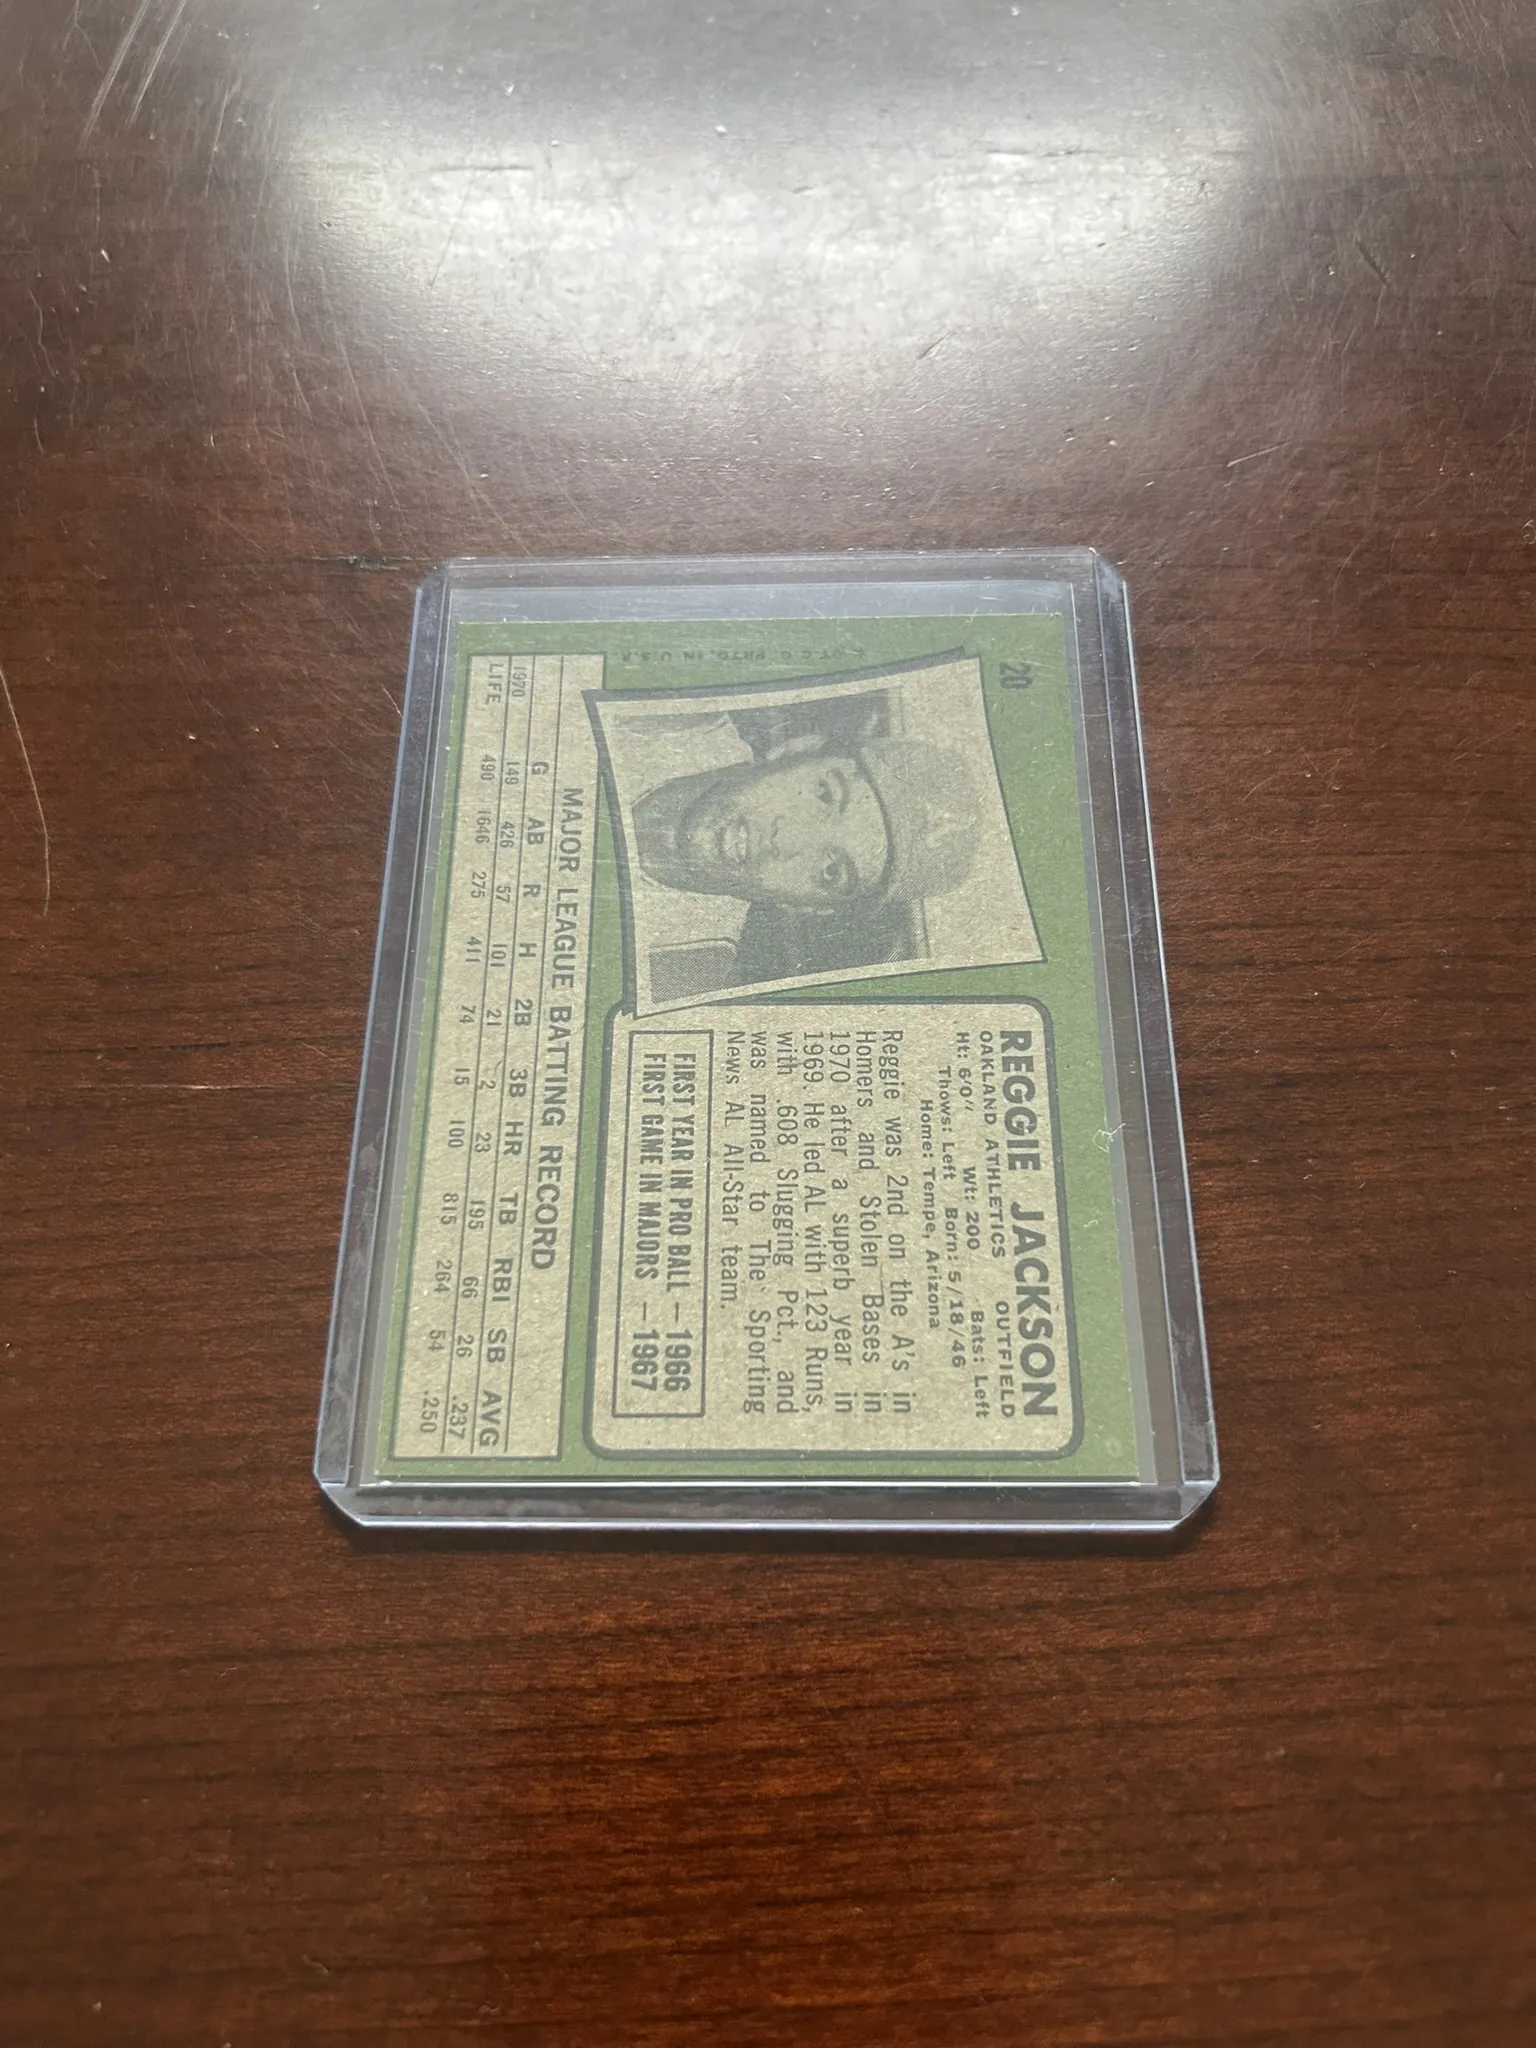 20
REGGIE JACKSON
OAKLAND ATHLETICS OUTFIELD
Ht: 6'0" Wt: 200 Bats: Left
Thows: Left Born: 5/18/46
Home: Tempe, Arizona
Reggie was 2nd on the A's in
Homers and Stolen Bases in
1970 after a superb year in
1969. He led AL with 123 Runs,
with .608 Slugging Pct., and
was named to The Sporting
News AL All-Star team.
FIRST YEAR IN PRO BALL —1966
FIRST GAME IN MAJORS —1967
T.C.G. PRTD. IN U.S.A.
MAJOR LEAGUE BATTING RECORD
G AB R H 2B 3B HR TB RBI SB AVG
1970 149 426 57 101 21 2 23 195 66 26 .237
LIFE 490 1646 275 411 74 15 100 815 264 54 .250